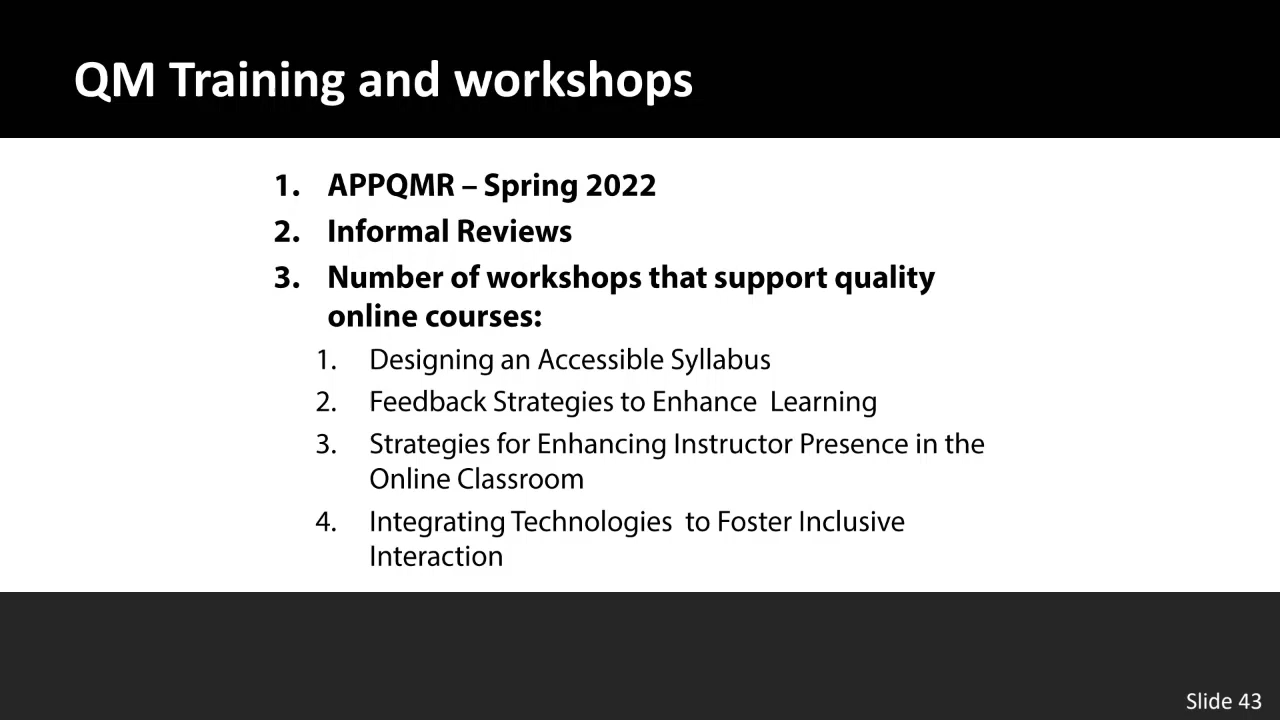 QM Training and workshops
1. APPQMR – Spring 2022
2. Informal Reviews
3. Number of workshops that support quality
online courses:
1. Designing an Accessible Syllabus
2. Feedback Strategies to Enhance  Learning
3. Strategies for Enhancing Instructor Presence in the
Online Classroom
4. Integrating Technologies  to Foster Inclusive
Interaction
Slide 43